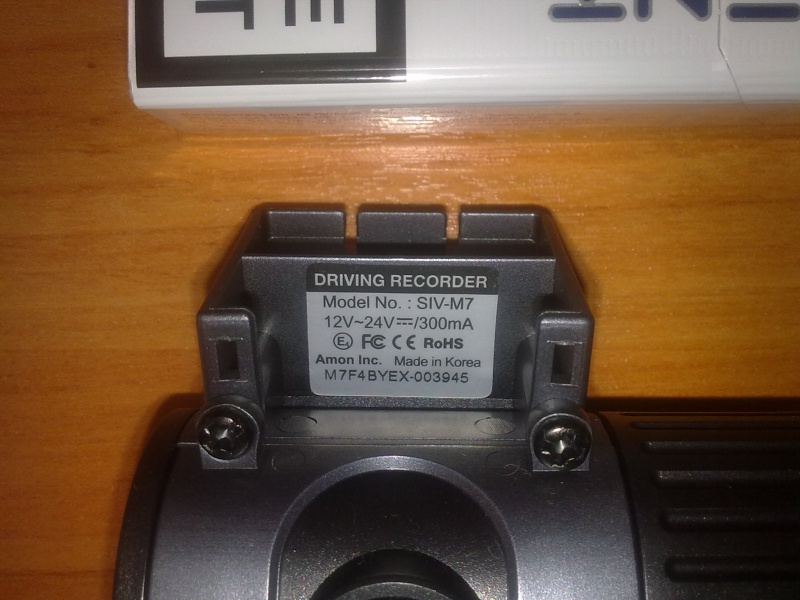 DRIVING RECORDER
Model No. : SIV-M7
12V~24V⎓/300mA
E4 FC CE RoHS
Amon Inc. Made in Korea
M7F4BYEX-003945